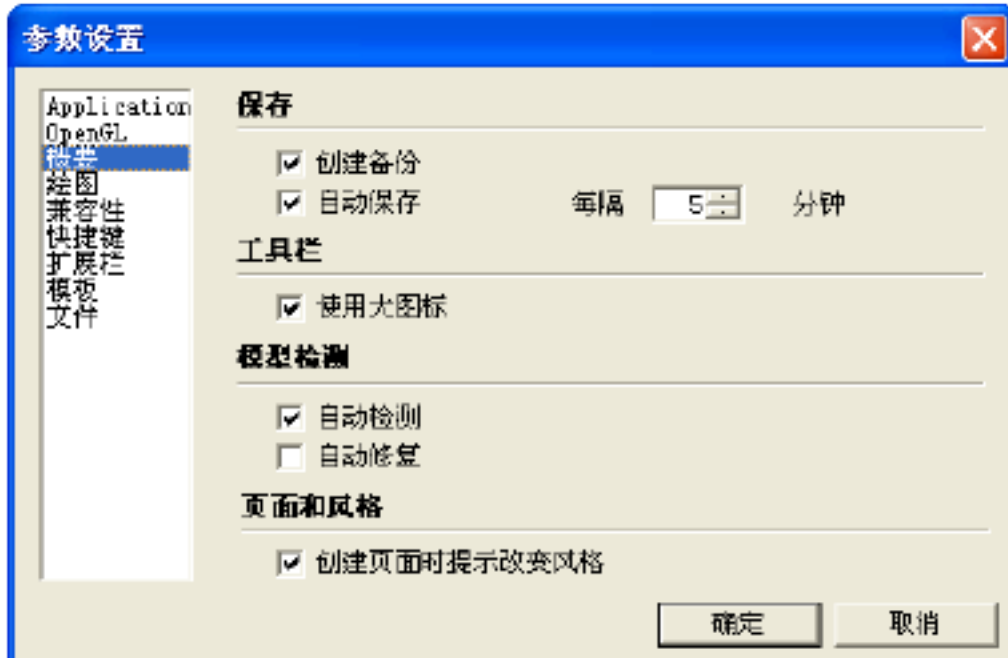 参数设置
Application
OpenGL
概要
绘图
兼容性
快捷键
扩展栏
模板
文件
保存
创建备份
自动保存 每隔 5 分钟
工具栏
使用大图标
模型检测
自动检测
自动修复
页面和风格
创建页面时提示改变风格
确定 取消